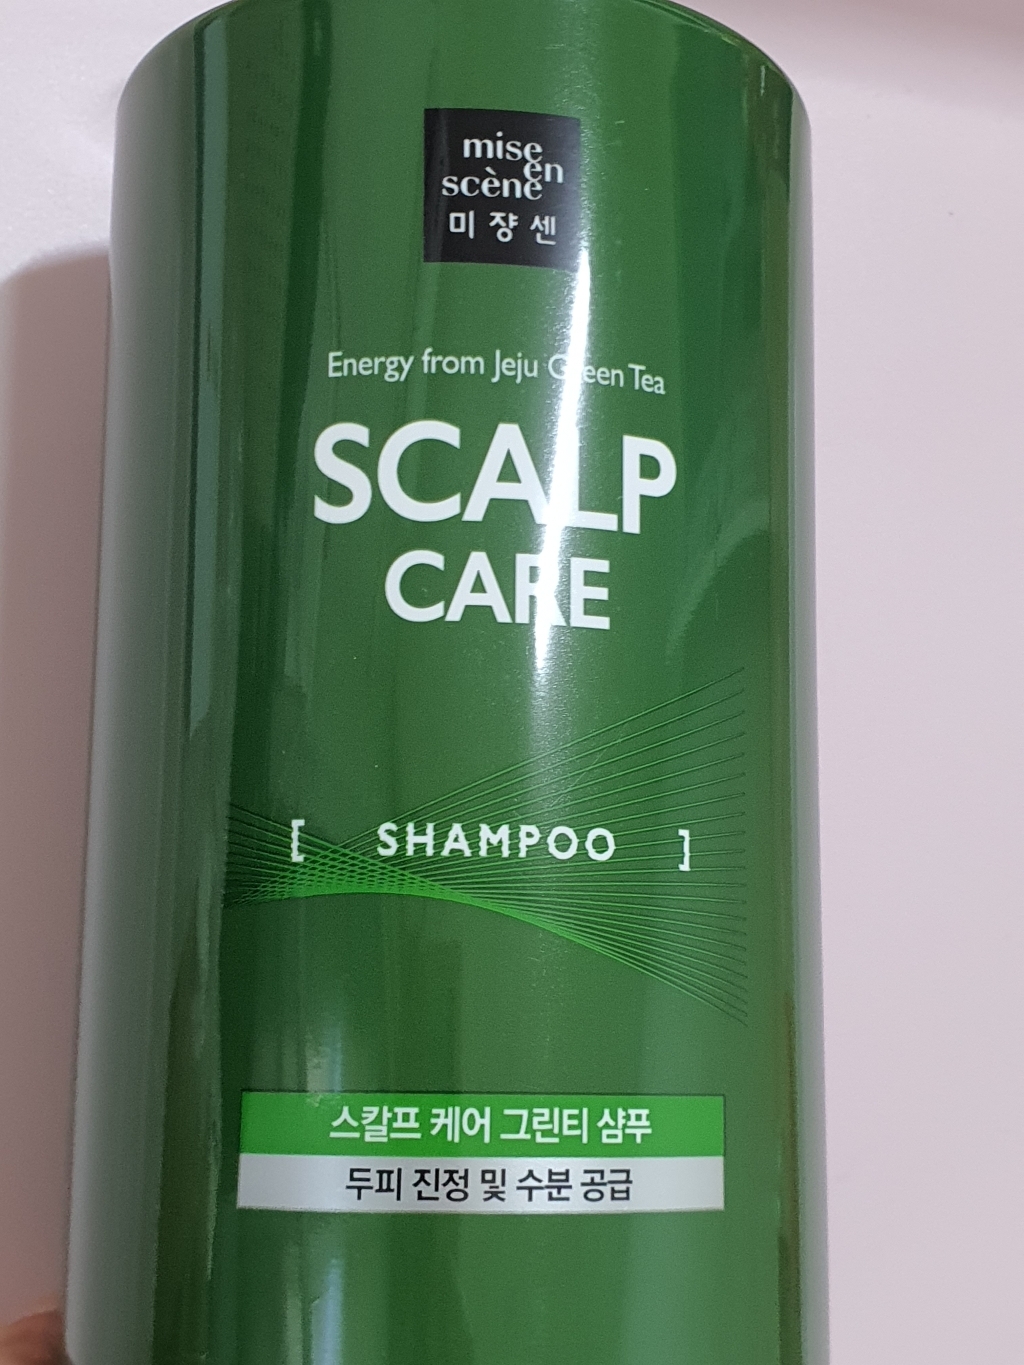 mise
en
scène
미쟝센
Energy from Jeju Green Tea
SCALP
CARE
[ SHAMPOO ]
스칼프 케어 그린티 샴푸
두피 진정 및 수분 공급